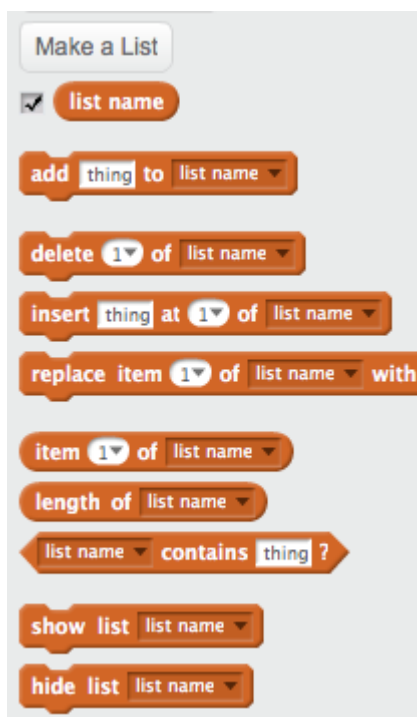 Make a List
list name
add thing to list name
delete 1 of list name
insert thing at 1 of list name
replace item 1 of list name with
item 1 of list name
length of list name
list name contains thing ?
show list list name
hide list list name